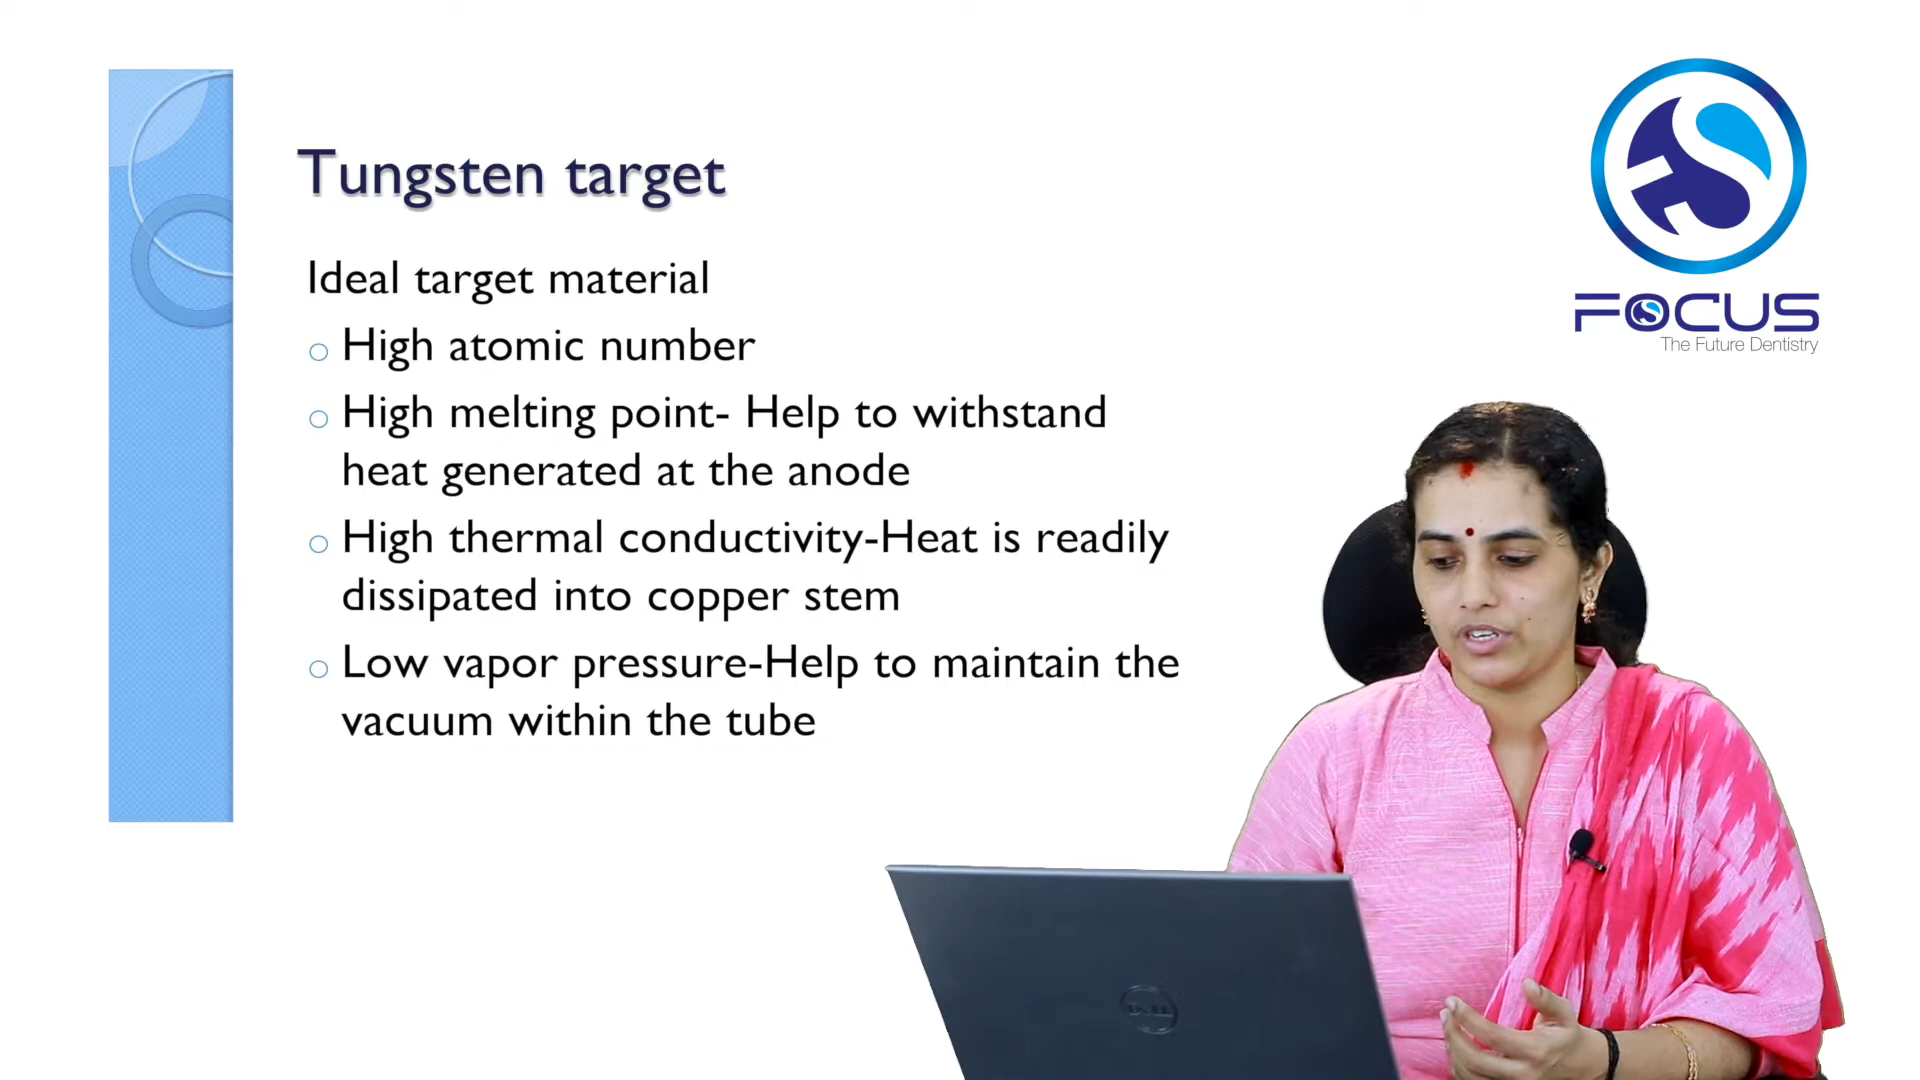 Tungsten target
Ideal target material
High atomic number
High melting point- Help to withstand
heat generated at the anode
High thermal conductivity-Heat is readily
dissipated into copper stem
Low vapor pressure-Help to maintain the
vacuum within the tube
FOCUS
The Future Dentistry
DELL